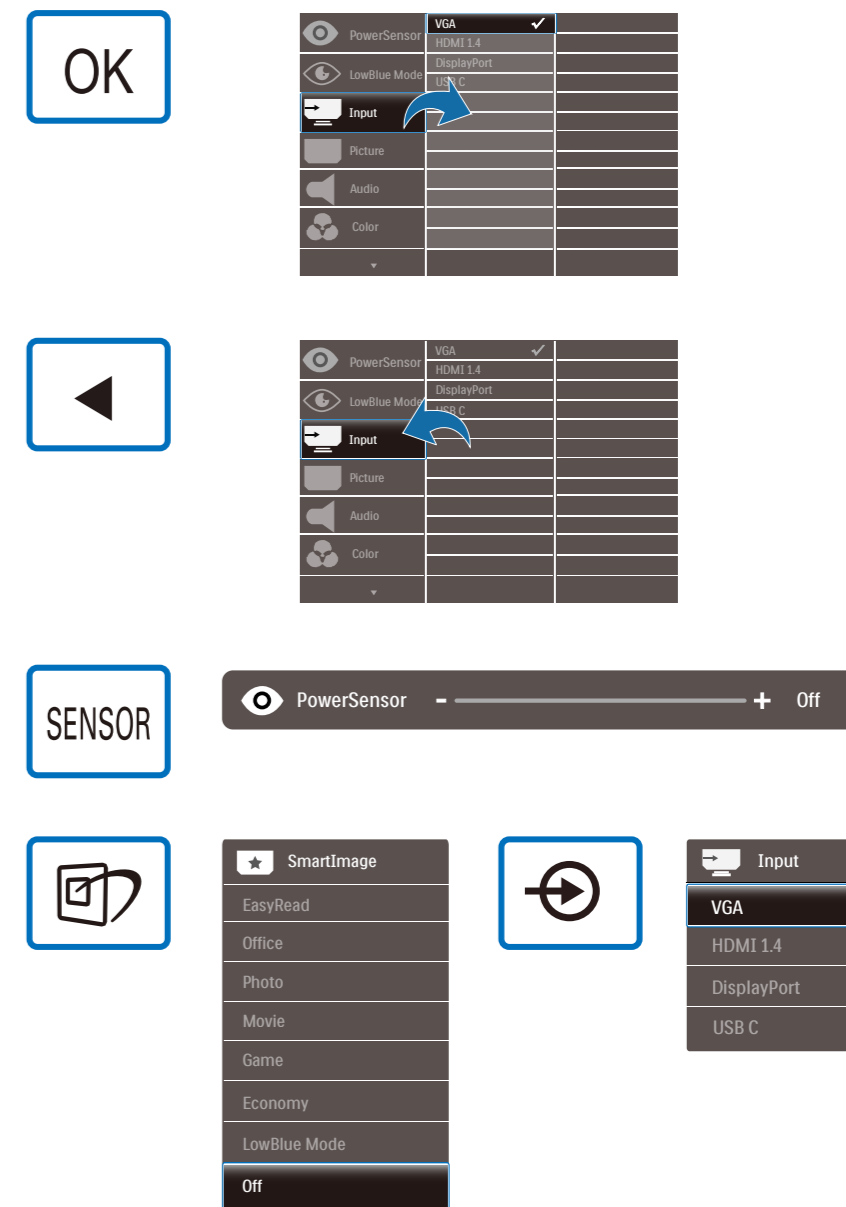 OK
PowerSensor
LowBlue Mode
Input
Picture
Audio
Color
VGA
HDMI 1.4
DisplayPort
USB C
PowerSensor
LowBlue Mode
Input
Picture
Audio
Color
VGA
HDMI 1.4
DisplayPort
USB C
SENSOR
PowerSensor - + Off
SmartImage
EasyRead
Office
Photo
Movie
Game
Economy
LowBlue Mode
Off
Input
VGA
HDMI 1.4
DisplayPort
USB C